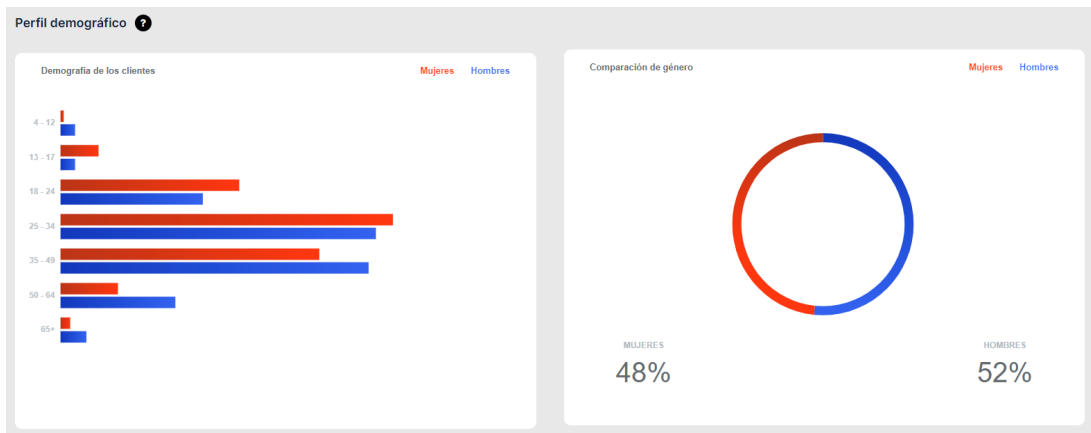 Perfil demográfico ?
Demografía de los clientes Mujeres Hombres
4 - 12
13 - 17
18 - 24
25 - 34
35 - 49
50 - 64
65+
Comparación de género Mujeres Hombres
MUJERES HOMBRES
48% 52%